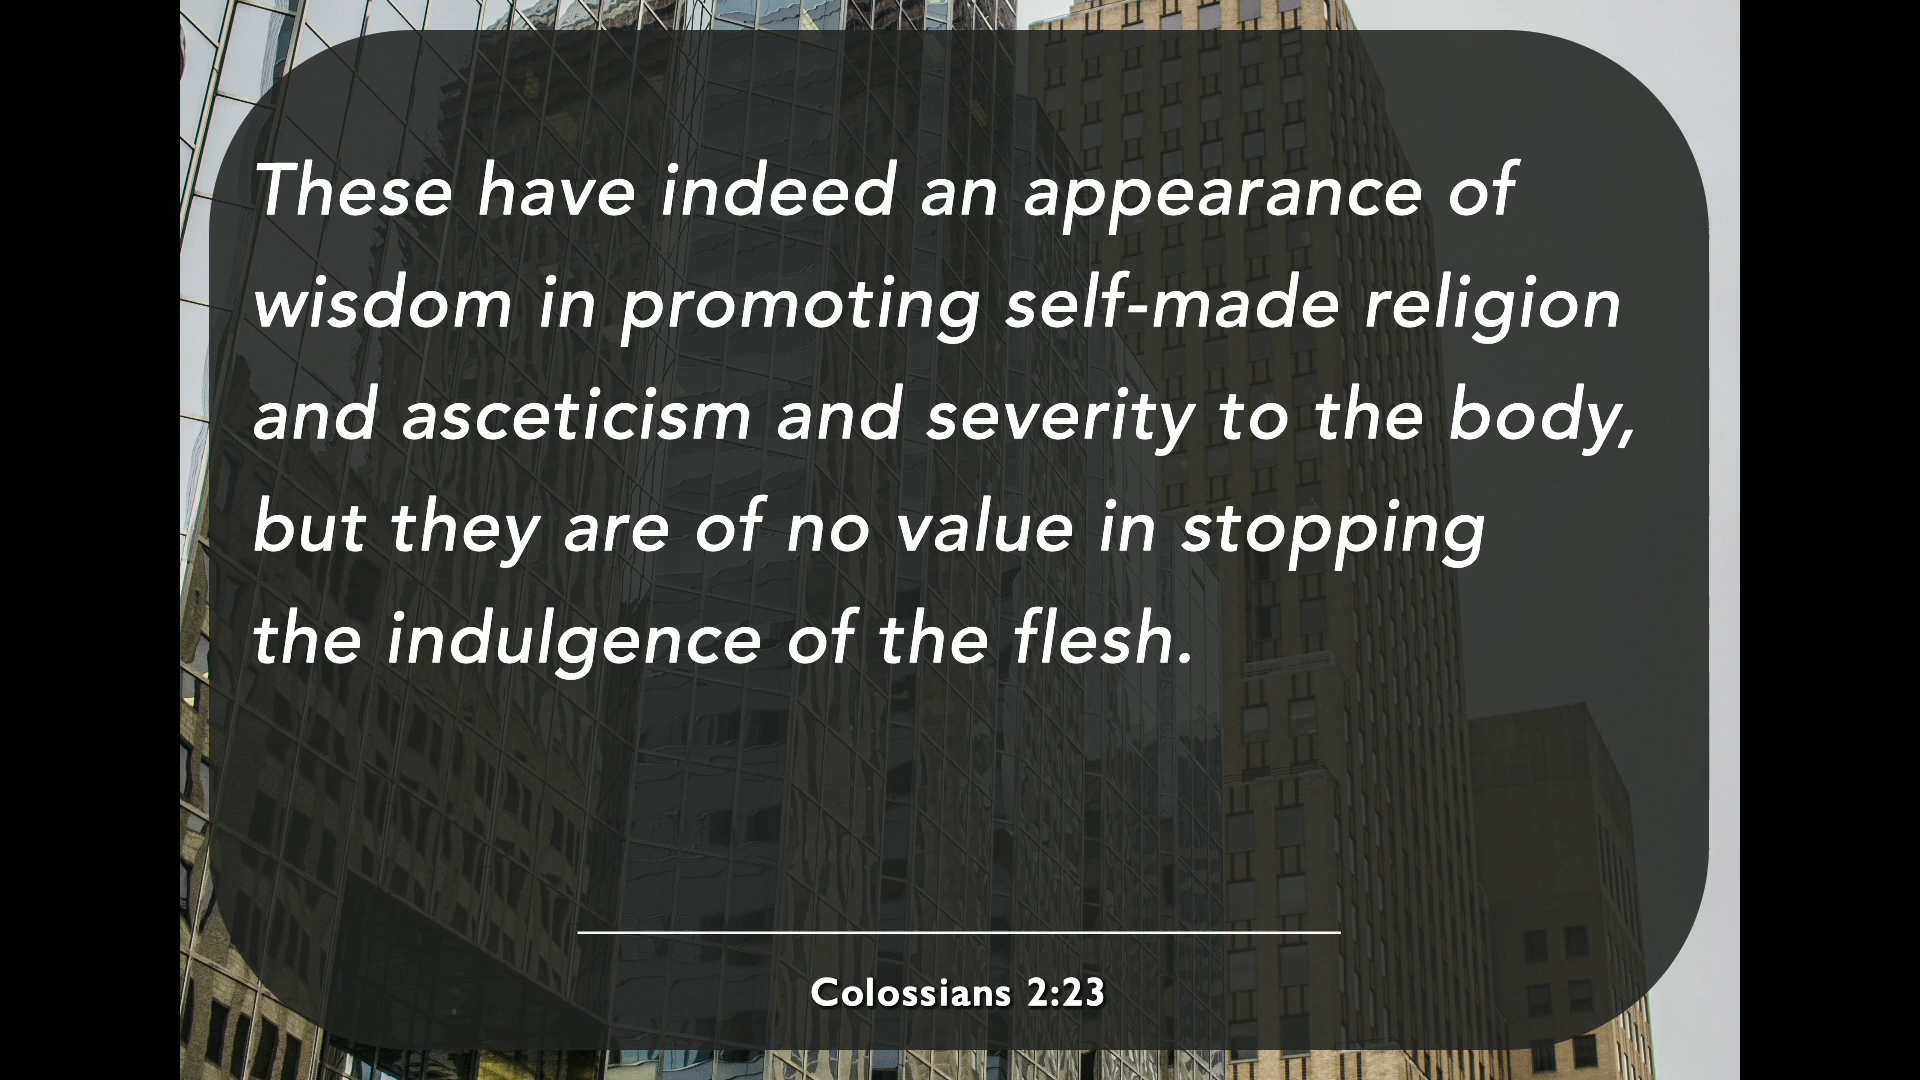 These have indeed an appearance of
wisdom in promoting self-made religion
and asceticism and severity to the body,
but they are of no value in stopping
the indulgence of the flesh.
Colossians 2:23